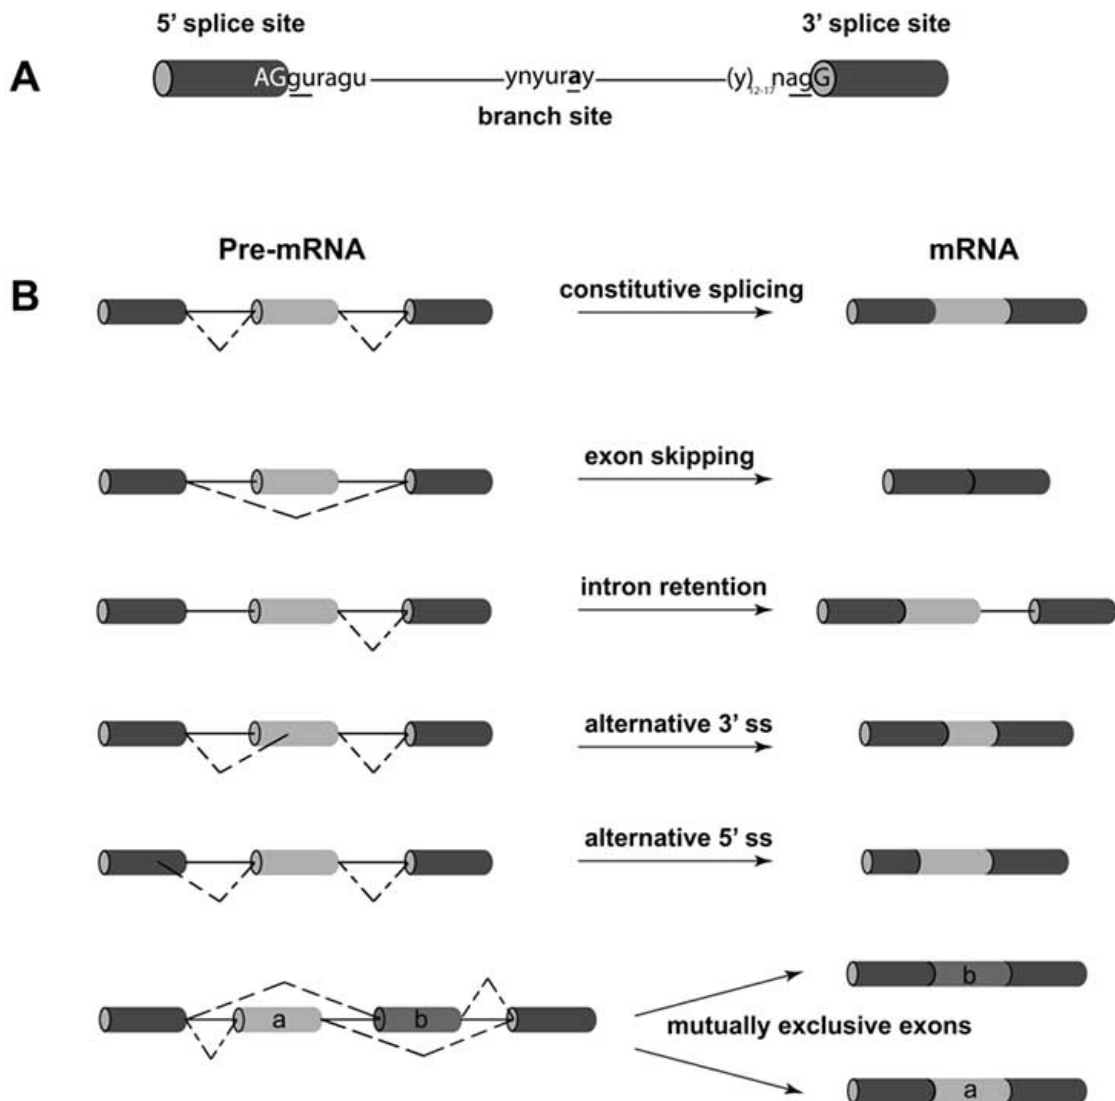 5’ splice site 3’ splice site
A AGguragu ynyuray (y)12-17nagG
branch site
Pre-mRNA mRNA
B
constitutive splicing
exon skipping
intron retention
alternative 3’ ss
alternative 5’ ss
b
a b
mutually exclusive exons
a